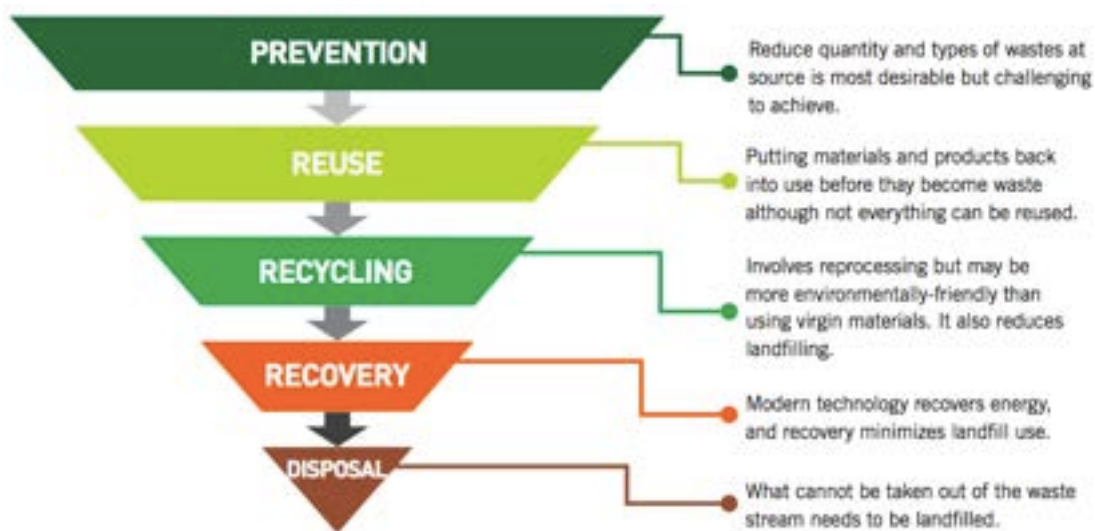 PREVENTION
Reduce quantity and types of wastes at
source is most desirable but challenging
to achieve.
REUSE
Putting materials and products back
into use before thay become waste
although not everything can be reused.
RECYCLING
Involves reprocessing but may be
more environmentally-friendly than
using virgin materials. It also reduces
landfilling.
RECOVERY
Modern technology recovers energy,
and recovery minimizes landfill use.
DISPOSAL
What cannot be taken out of the waste
stream needs to be landfilled.